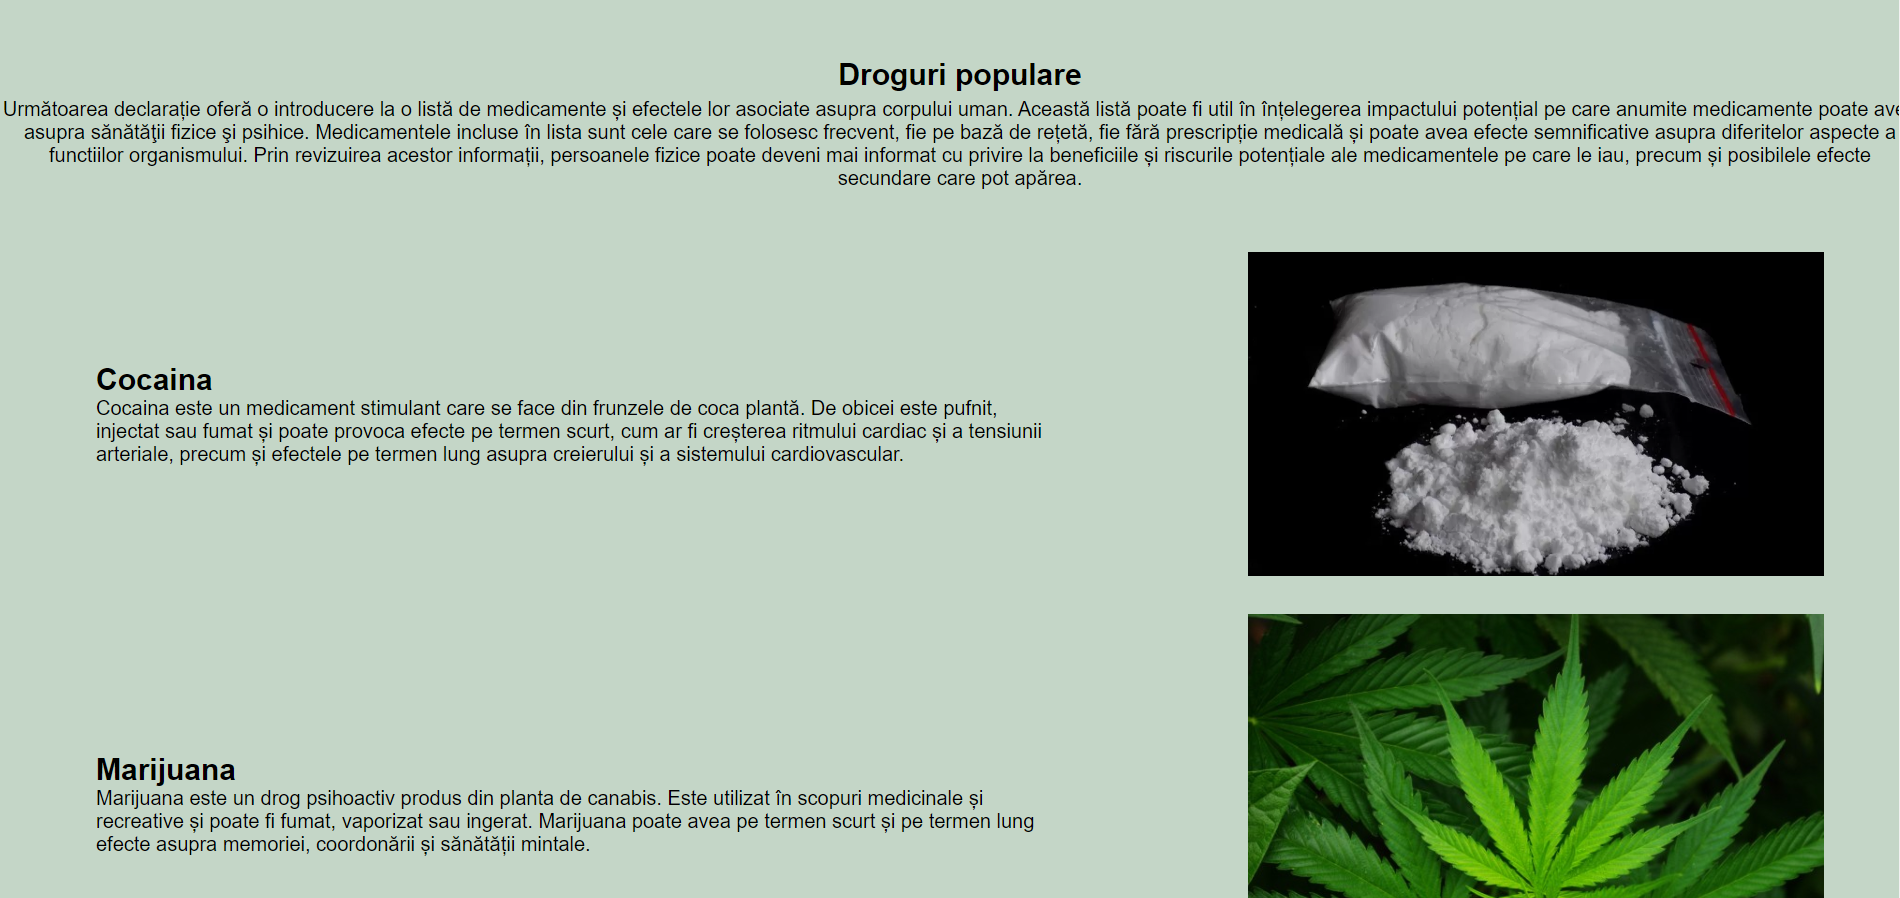 Droguri populare
Următoarea declarație oferă o introducere la o listă de medicamente și efectele lor asociate asupra corpului uman. Această listă poate fi util în înțelegerea impactului potențial pe care anumite medicamente poate ave
asupra sănătăţii fizice şi psihice. Medicamentele incluse în lista sunt cele care se folosesc frecvent, fie pe bază de rețetă, fie fără prescripție medicală și poate avea efecte semnificative asupra diferitelor aspecte a
functiilor organismului. Prin revizuirea acestor informații, persoanele fizice poate deveni mai informat cu privire la beneficiile și riscurile potențiale ale medicamentele pe care le iau, precum și posibilele efecte
secundare care pot apărea.
Cocaina
Cocaina este un medicament stimulant care se face din frunzele de coca plantă. De obicei este pufnit,
injectat sau fumat și poate provoca efecte pe termen scurt, cum ar fi creșterea ritmului cardiac și a tensiunii
arteriale, precum și efectele pe termen lung asupra creierului și a sistemului cardiovascular.
Marijuana
Marijuana este un drog psihoactiv produs din planta de canabis. Este utilizat în scopuri medicinale și
recreative și poate fi fumat, vaporizat sau ingerat. Marijuana poate avea pe termen scurt și pe termen lung
efecte asupra memoriei, coordonării și sănătății mintale.